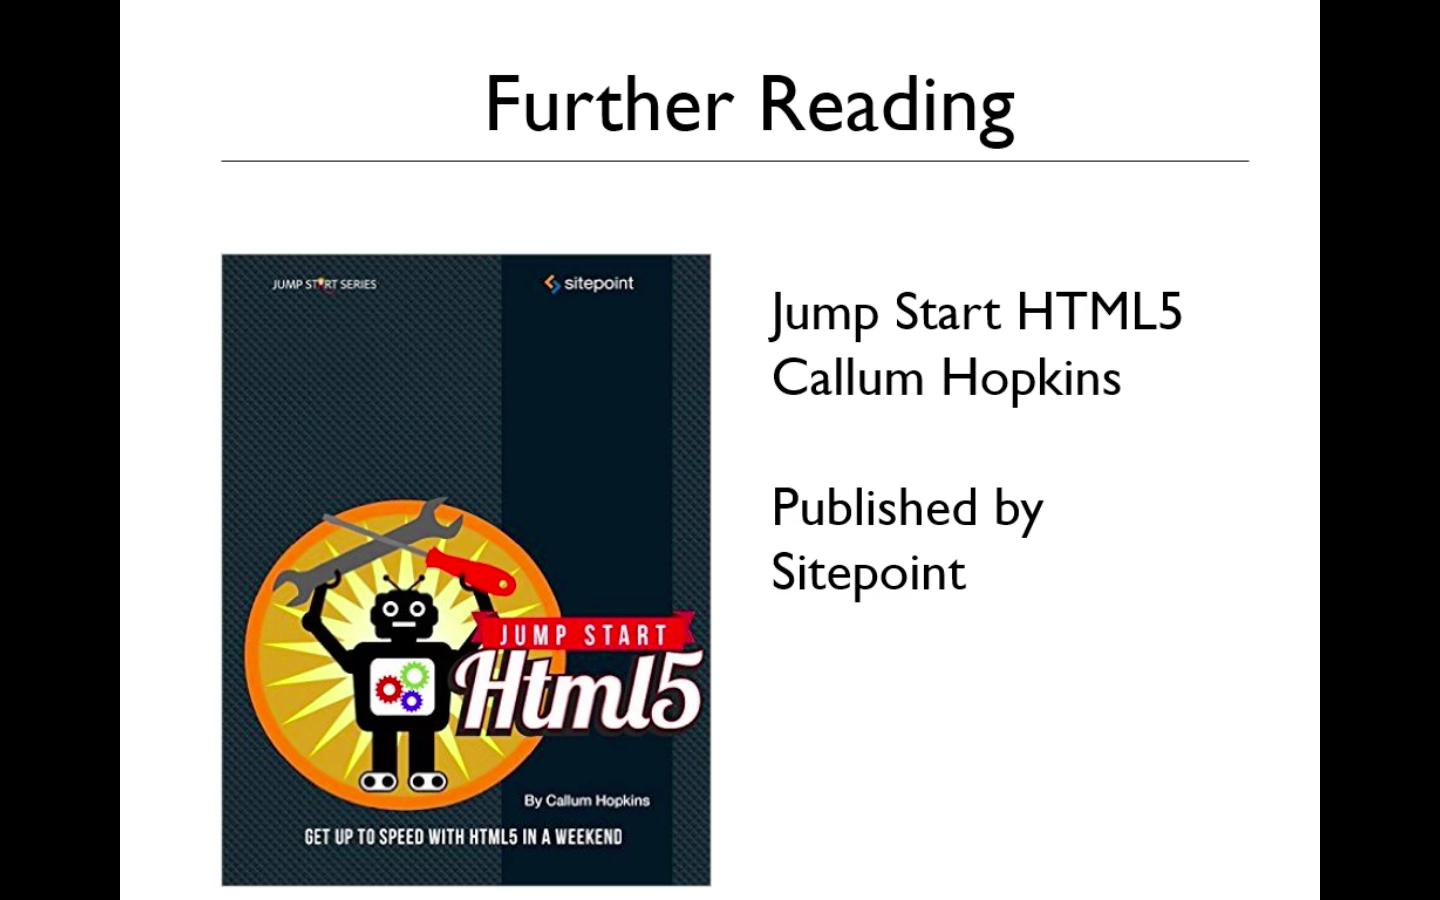 Further Reading
JUMP START SERIES
sitepoint
JUMP START
Html5
By Callum Hopkins
GET UP TO SPEED WITH HTML5 IN A WEEKEND
Jump Start HTML5
Callum Hopkins
Published by
Sitepoint